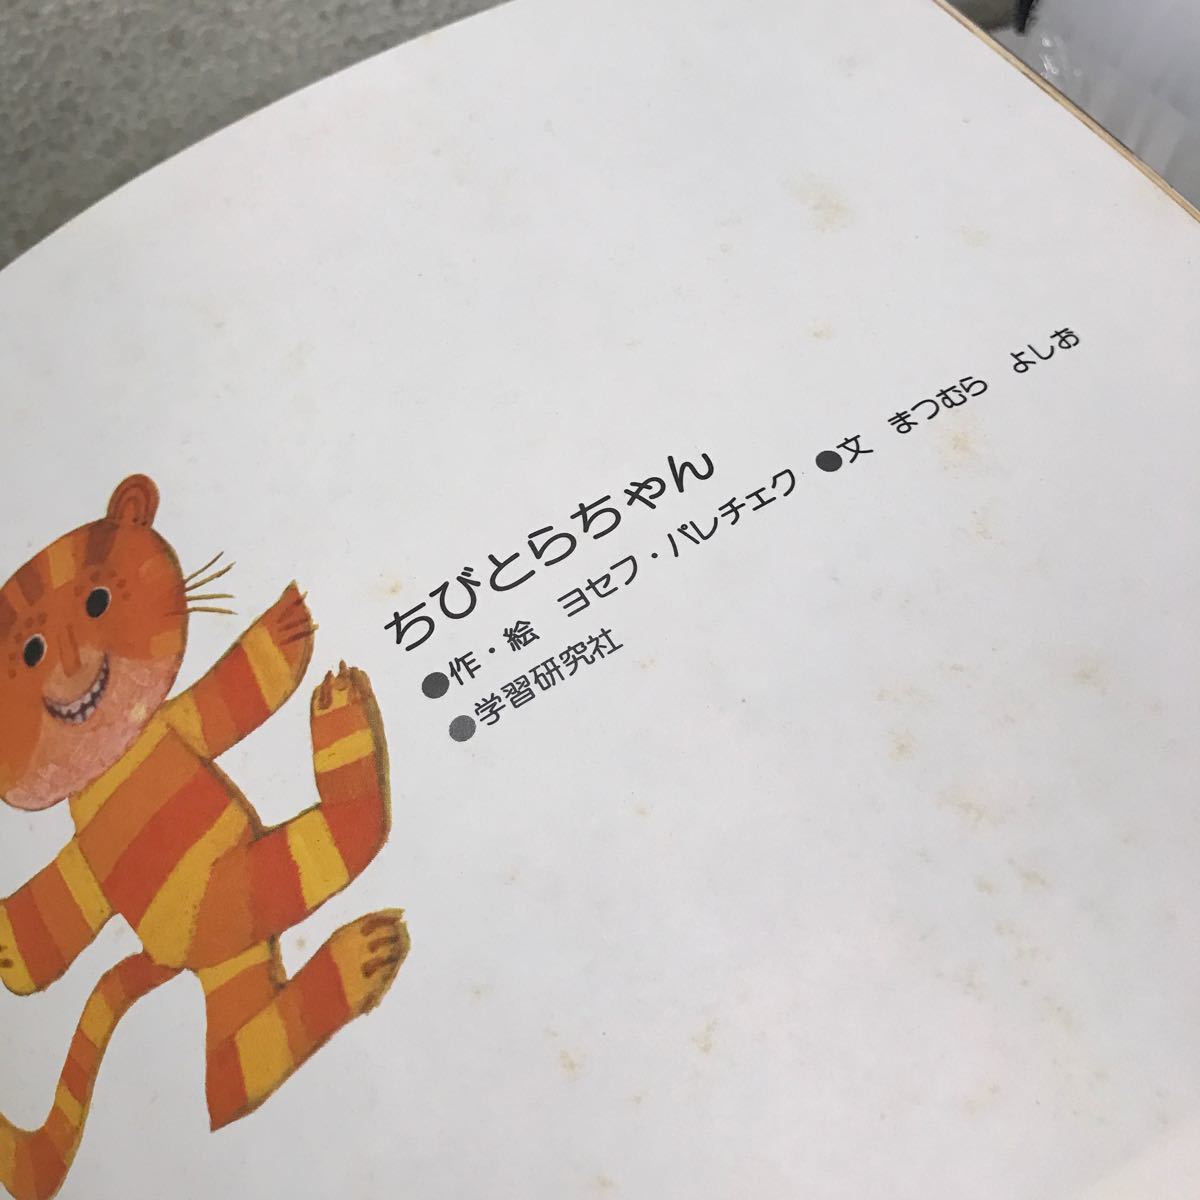 ちびとらちゃん
●作・絵　ヨセフ・パレチェク　●文　まつむら　よしお
●学習研究社